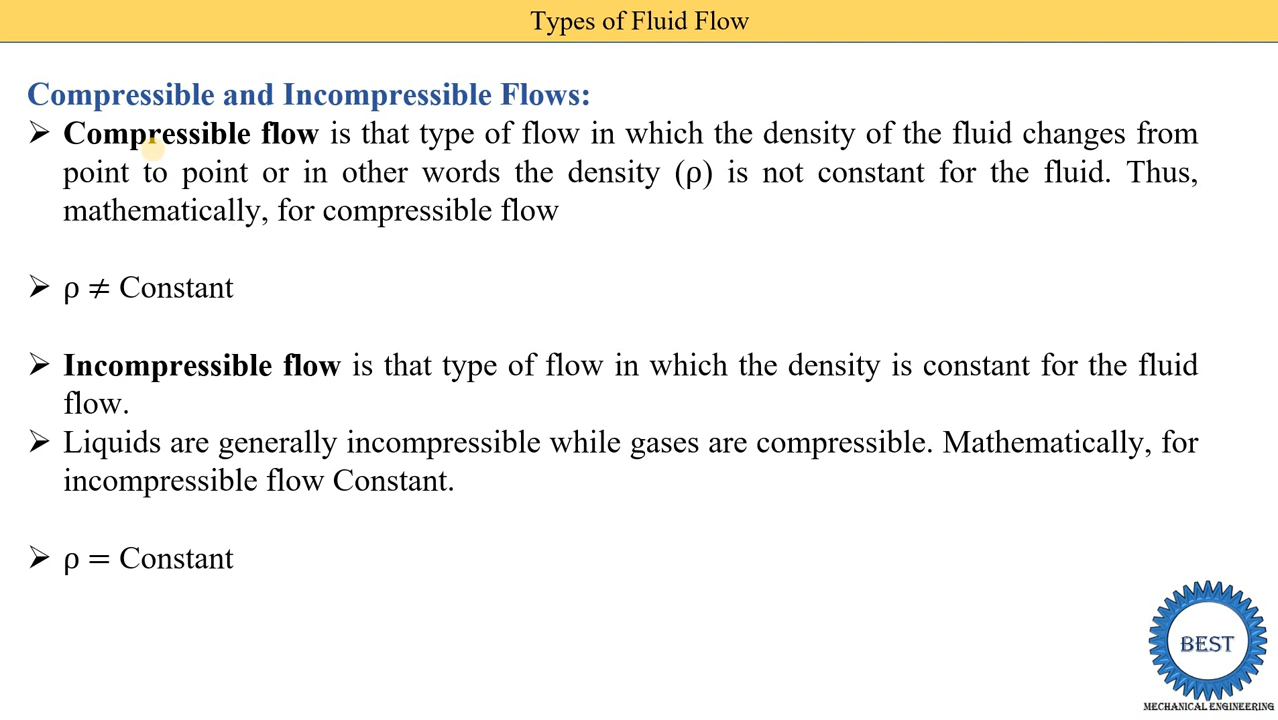 Types of Fluid Flow
Compressible and Incompressible Flows:
➢ Compressible flow is that type of flow in which the density of the fluid changes from
point to point or in other words the density (ρ) is not constant for the fluid. Thus,
mathematically, for compressible flow
➢ ρ ≠ Constant
➢ Incompressible flow is that type of flow in which the density is constant for the fluid
flow.
➢ Liquids are generally incompressible while gases are compressible. Mathematically, for
incompressible flow Constant.
➢ ρ = Constant
BEST
MECHANICAL ENGINEERING